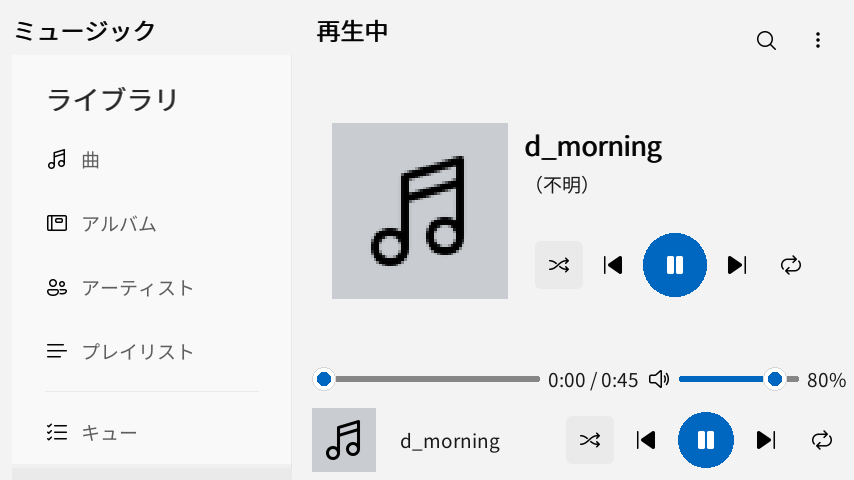 ミュージック
ライブラリ
曲
アルバム
アーティスト
プレイリスト
キュー
再生中
d_morning
（不明）
0:00 / 0:45
80%
d_morning